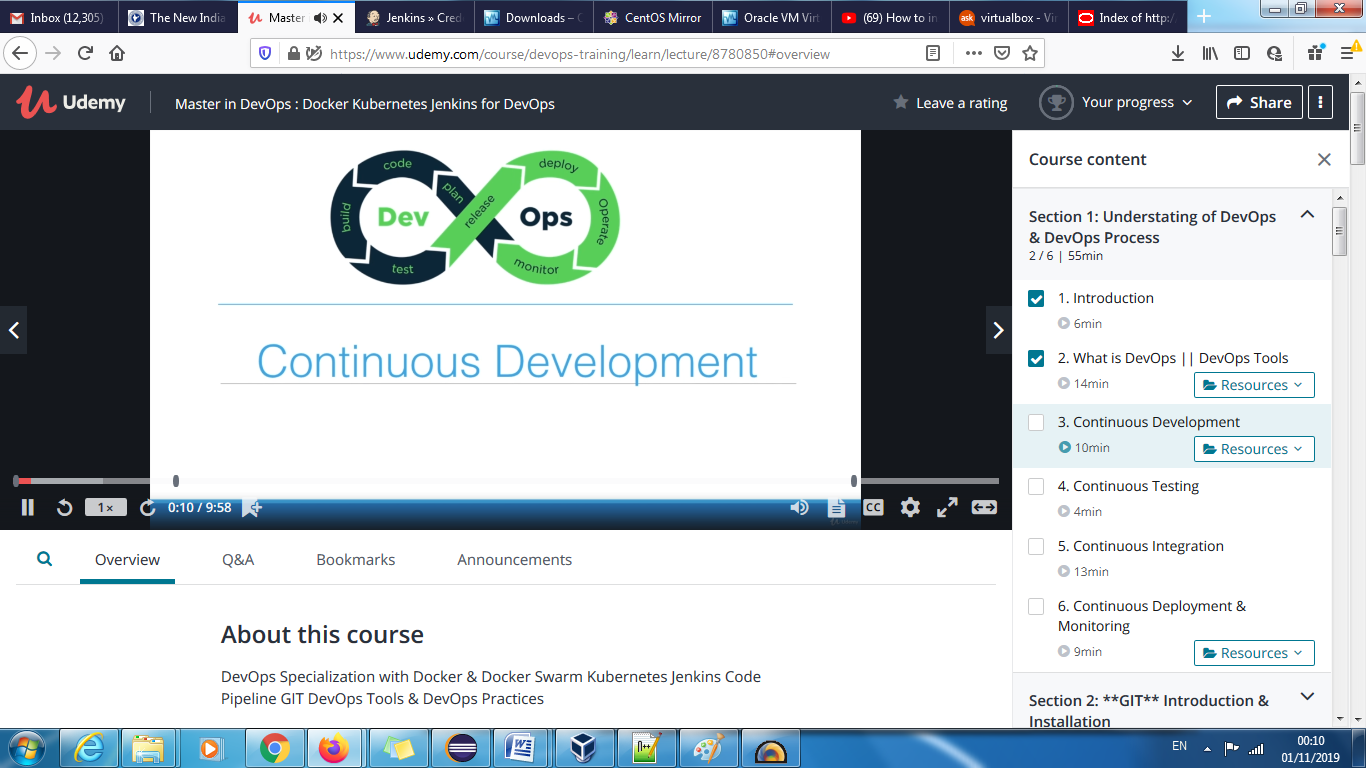 Inbox (12,305)
The New India
Master
Jenkins » Cred
Downloads – O
CentOS Mirror
Oracle VM Virt
(69) How to in
virtualbox - Vir
Index of http:/
https://www.udemy.com/course/devops-training/learn/lecture/8780850#overview
Udemy
Master in DevOps : Docker Kubernetes Jenkins for DevOps
Leave a rating
Your progress
Share
code
plan
build
test
release
deploy
Operate
monitor
Dev
Ops
Continuous Development
1×
0:10 / 9:58
CC
Overview
Q&A
Bookmarks
Announcements
About this course
DevOps Specialization with Docker & Docker Swarm Kubernetes Jenkins Code
Pipeline GIT DevOps Tools & DevOps Practices
Course content
Section 1: Understating of DevOps
& DevOps Process
2 / 6 | 55min
1. Introduction
6min
2. What is DevOps || DevOps Tools
14min
Resources
3. Continuous Development
10min
Resources
4. Continuous Testing
4min
5. Continuous Integration
13min
6. Continuous Deployment &
Monitoring
9min
Resources
Section 2: **GIT** Introduction &
Installation
EN
00:10
01/11/2019